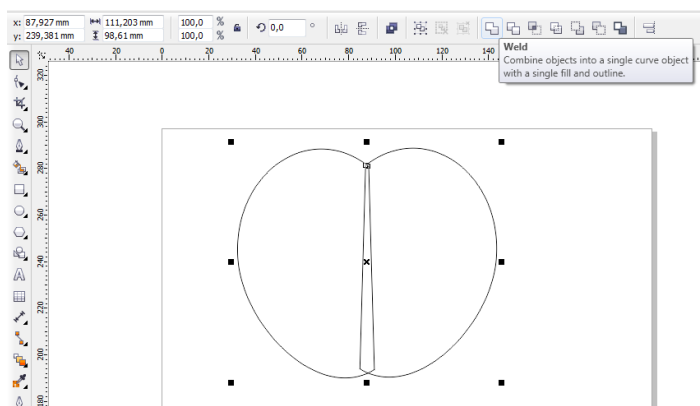 x: 87,927 mm 111,203 mm 100,0 % 0,0 °
y: 239,381 mm 98,61 mm 100,0 %
Weld
Combine objects into a single curve object
with a single fill and outline.
40 20 0 20 40 60 80 100 120 140
320
300
280
260
240
220
200
180